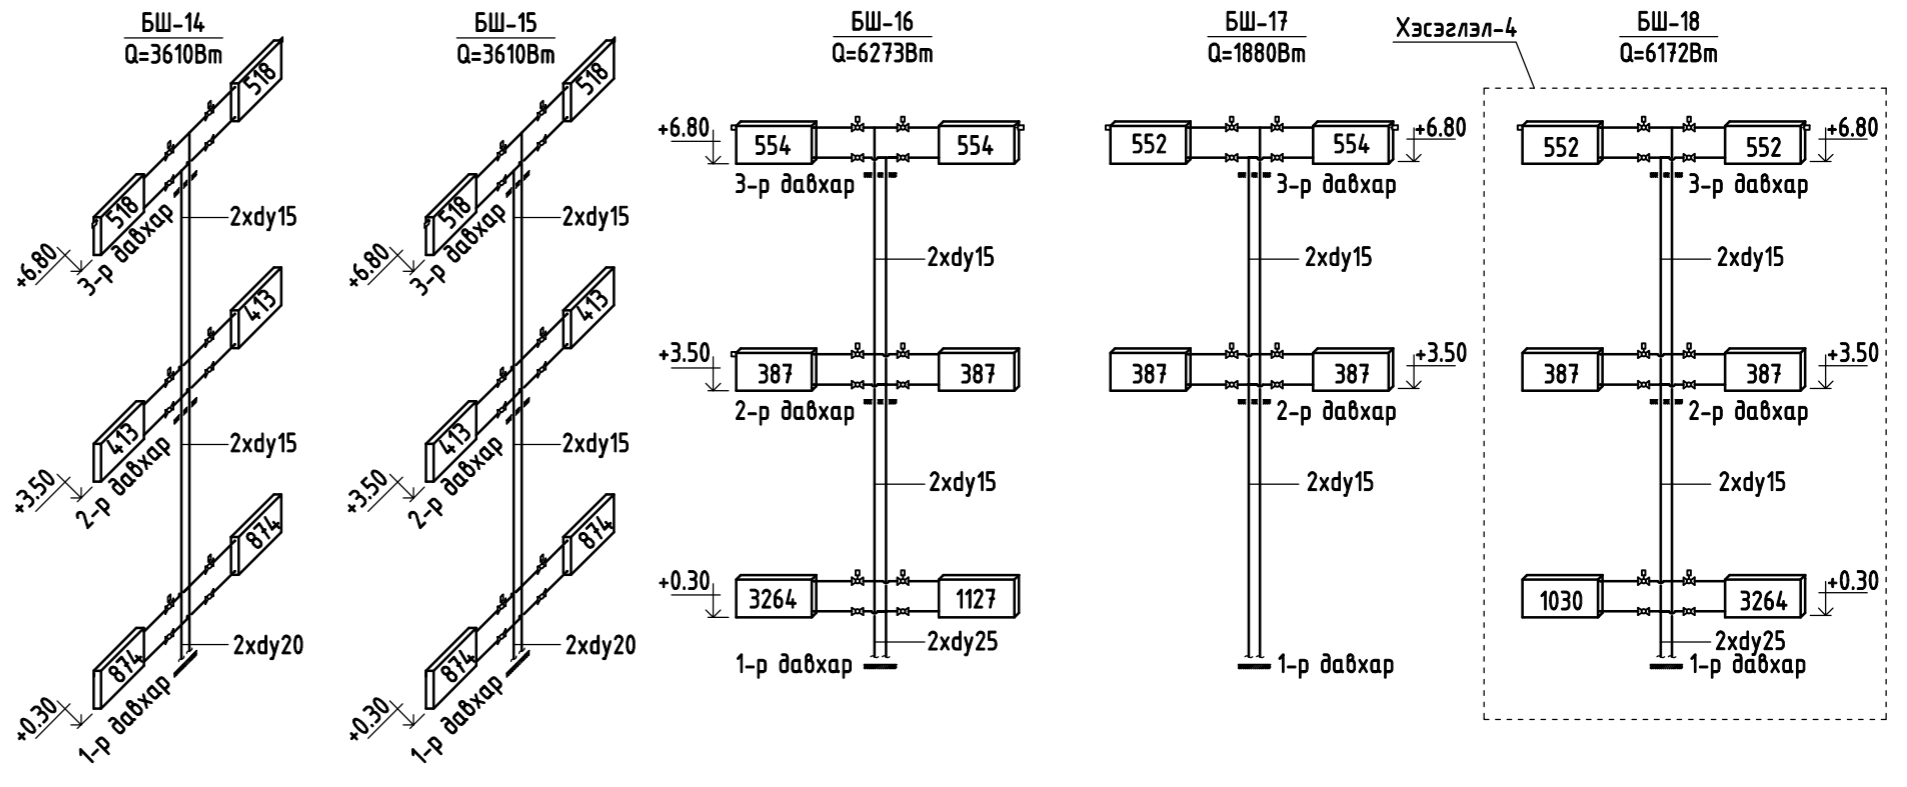 БШ-14
Q=3610Вт
518
518
3-р давхар
+6.80
2xdy15
413
413
2-р давхар
+3.50
2xdy15
874
874
1-р давхар
+0.30
2xdy20
БШ-15
Q=3610Вт
518
518
3-р давхар
+6.80
2xdy15
413
413
2-р давхар
+3.50
2xdy15
874
874
1-р давхар
+0.30
2xdy20
БШ-16
Q=6273Вт
+6.80
554
554
3-р давхар
2xdy15
+3.50
387
387
2-р давхар
2xdy15
+0.30
3264
1127
2xdy25
1-р давхар
БШ-17
Q=1880Вт
552
554
+6.80
3-р давхар
2xdy15
387
387
+3.50
2-р давхар
2xdy15
1-р давхар
Хэсэглэл-4
БШ-18
Q=6172Вт
552
552
+6.80
3-р давхар
2xdy15
387
387
+3.50
2-р давхар
2xdy15
1030
3264
+0.30
2xdy25
1-р давхар